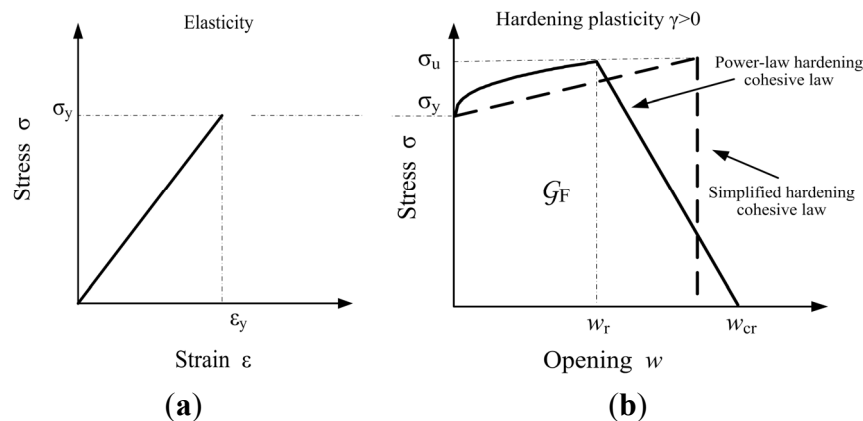 Elasticity
σy
Stress σ
εy
Strain ε
(a)
Hardening plasticity γ>0
σu
σy
Stress σ
Power-law hardening
cohesive law
Simplified hardening
cohesive law
𝒢F
wr
wcr
Opening w
(b)